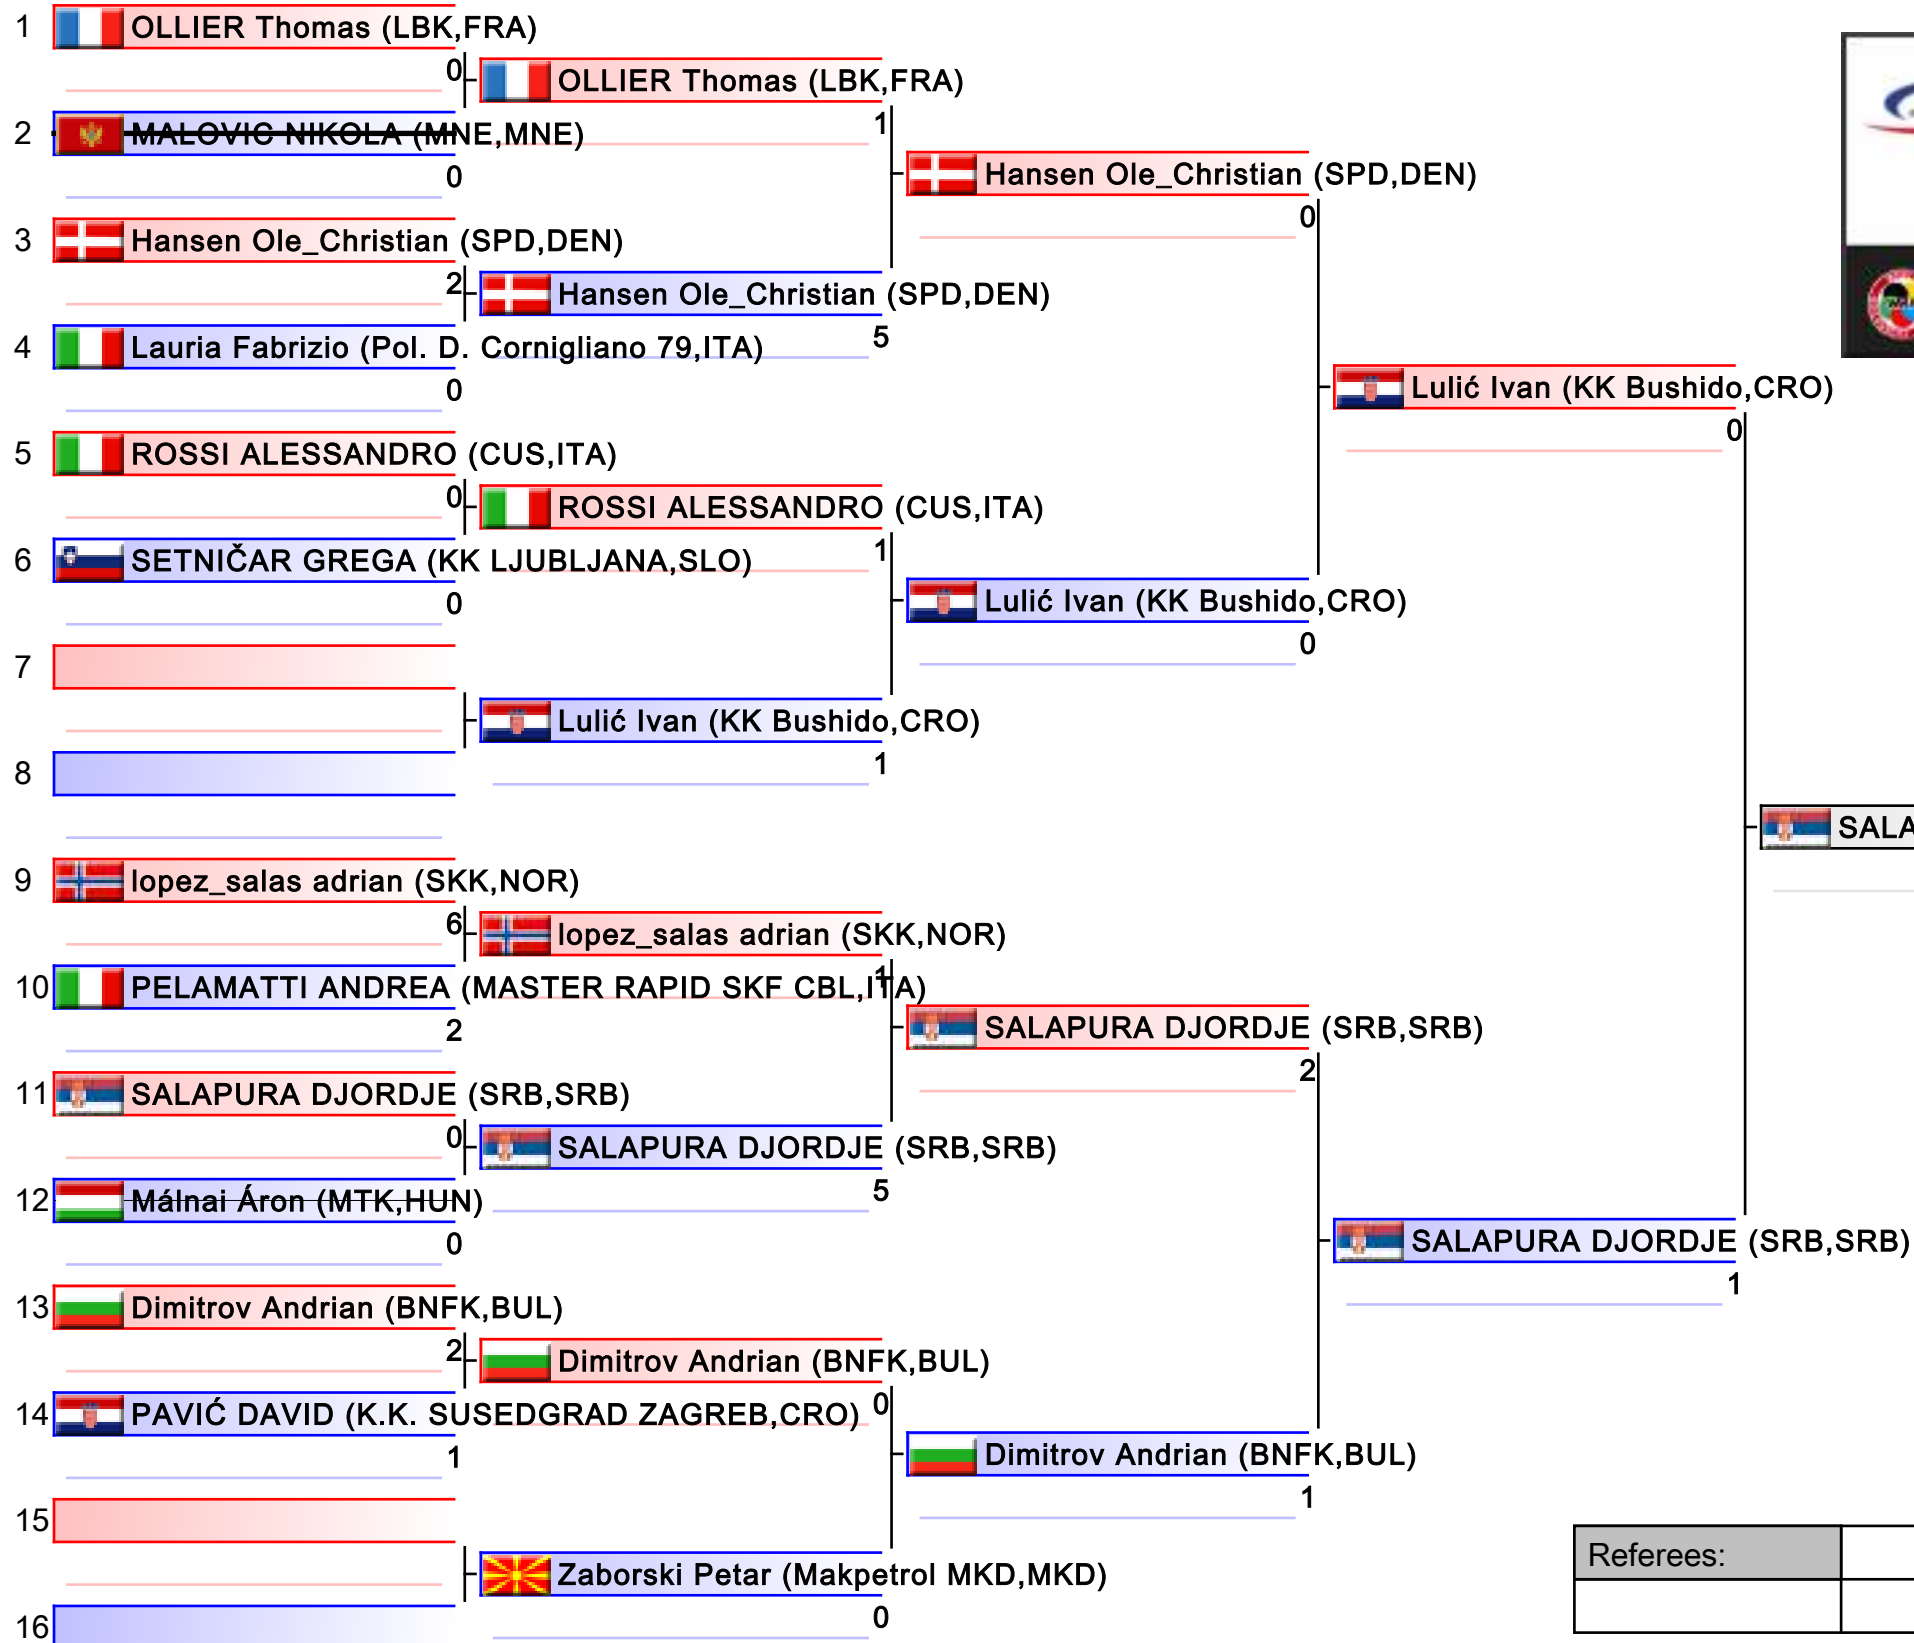 1 OLLIER Thomas (LBK,FRA)
0 OLLIER Thomas (LBK,FRA)
1
2 MALOVIC NIKOLA (MNE,MNE)
0
Hansen Ole_Christian (SPD,DEN)
0
3 Hansen Ole_Christian (SPD,DEN)
2 Hansen Ole_Christian (SPD,DEN)
5
4 Lauria Fabrizio (Pol. D. Cornigliano 79,ITA)
0
Lulić Ivan (KK Bushido,CRO)
0
5 ROSSI ALESSANDRO (CUS,ITA)
0 ROSSI ALESSANDRO (CUS,ITA)
1
6 SETNIČAR GREGA (KK LJUBLJANA,SLO)
0
Lulić Ivan (KK Bushido,CRO)
0
7
Lulić Ivan (KK Bushido,CRO)
1
8
SALA
9 lopez_salas adrian (SKK,NOR)
6 lopez_salas adrian (SKK,NOR)
1
10 PELAMATTI ANDREA (MASTER RAPID SKF CBL,ITA)
2
SALAPURA DJORDJE (SRB,SRB)
2
11 SALAPURA DJORDJE (SRB,SRB)
0 SALAPURA DJORDJE (SRB,SRB)
5
12 Málnai Áron (MTK,HUN)
0
SALAPURA DJORDJE (SRB,SRB)
1
13 Dimitrov Andrian (BNFK,BUL)
2 Dimitrov Andrian (BNFK,BUL)
0
14 PAVIĆ DAVID (K.K. SUSEDGRAD ZAGREB,CRO)
1
Dimitrov Andrian (BNFK,BUL)
1
15
Zaborski Petar (Makpetrol MKD,MKD)
0
16
Referees: